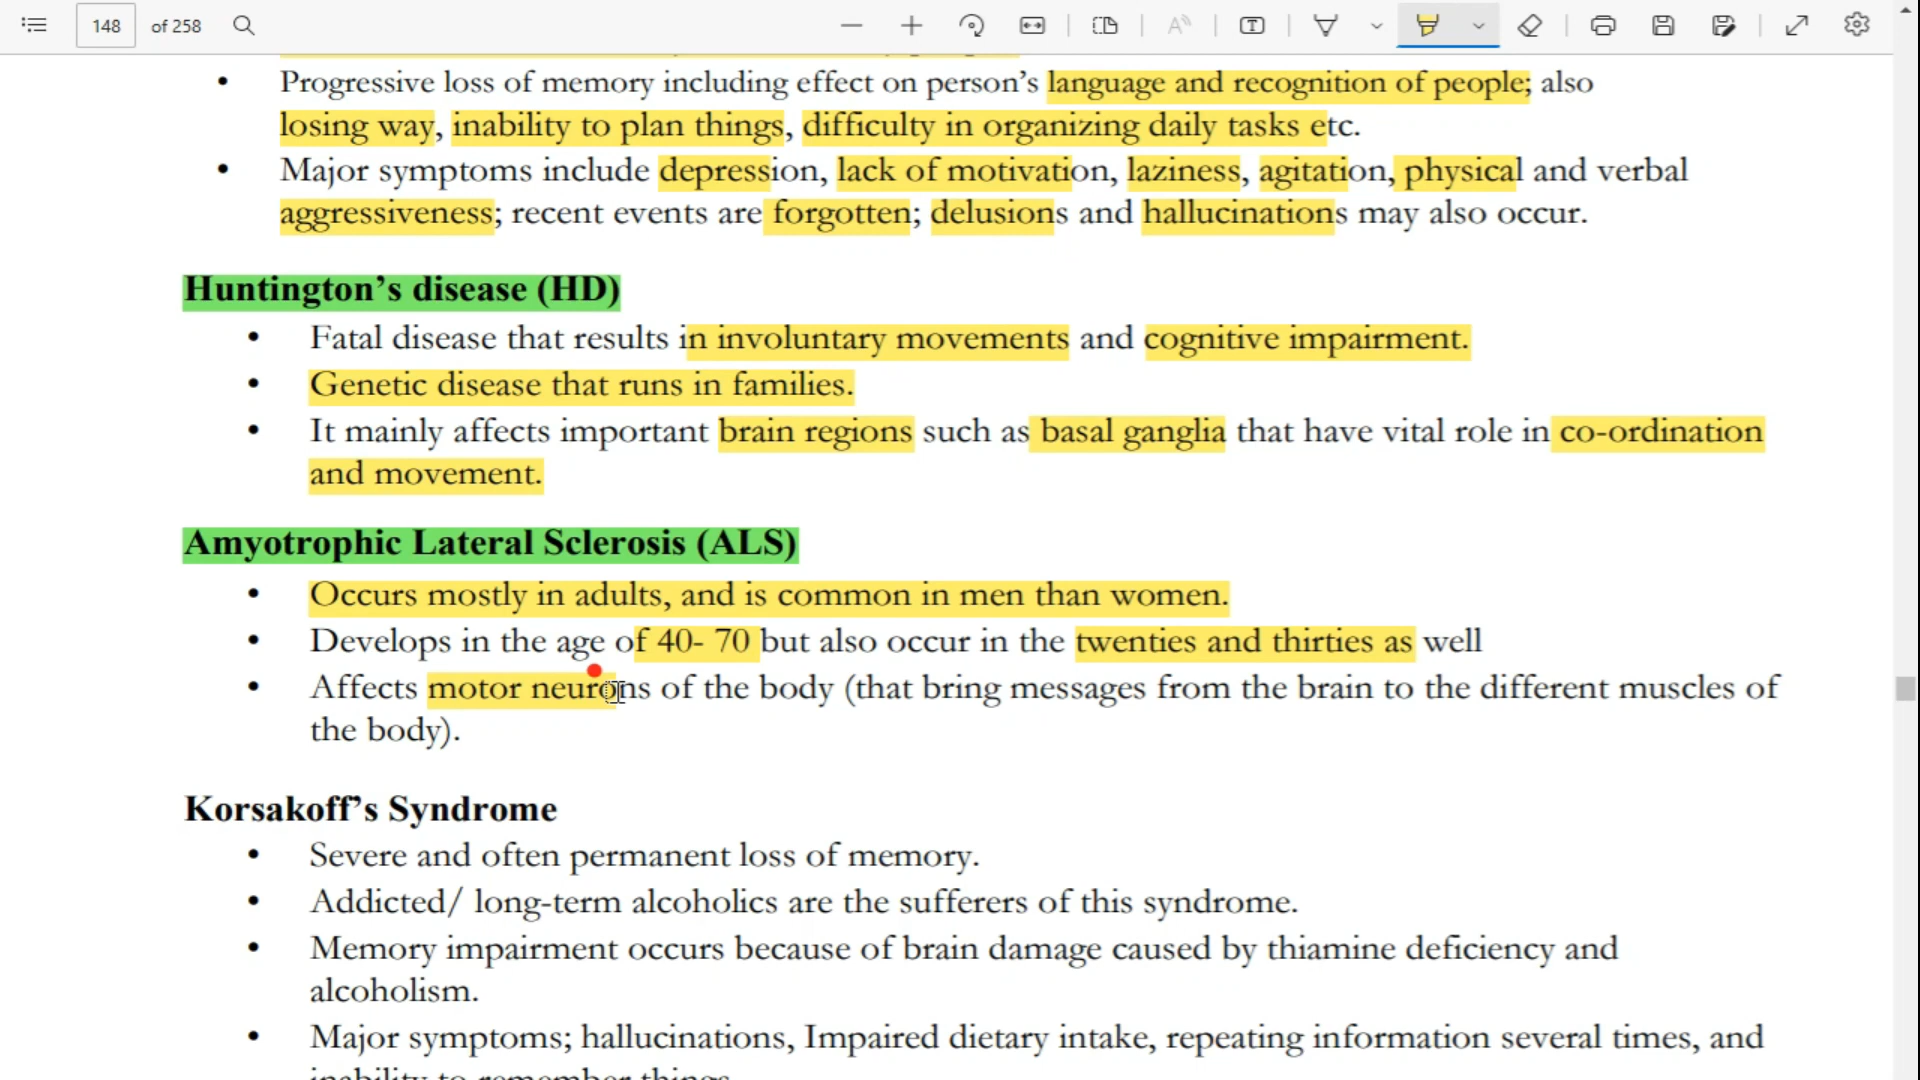 148 of 258
• Progressive loss of memory including effect on person’s language and recognition of people; also
losing way, inability to plan things, difficulty in organizing daily tasks etc.
• Major symptoms include depression, lack of motivation, laziness, agitation, physical and verbal
aggressiveness; recent events are forgotten; delusions and hallucinations may also occur.
Huntington’s disease (HD)
• Fatal disease that results in involuntary movements and cognitive impairment.
• Genetic disease that runs in families.
• It mainly affects important brain regions such as basal ganglia that have vital role in co-ordination
and movement.
Amyotrophic Lateral Sclerosis (ALS)
• Occurs mostly in adults, and is common in men than women.
• Develops in the age of 40- 70 but also occur in the twenties and thirties as well
• Affects motor neurons of the body (that bring messages from the brain to the different muscles of
the body).
Korsakoff’s Syndrome
• Severe and often permanent loss of memory.
• Addicted/ long-term alcoholics are the sufferers of this syndrome.
• Memory impairment occurs because of brain damage caused by thiamine deficiency and
alcoholism.
• Major symptoms; hallucinations, Impaired dietary intake, repeating information several times, and
inability to remember things.